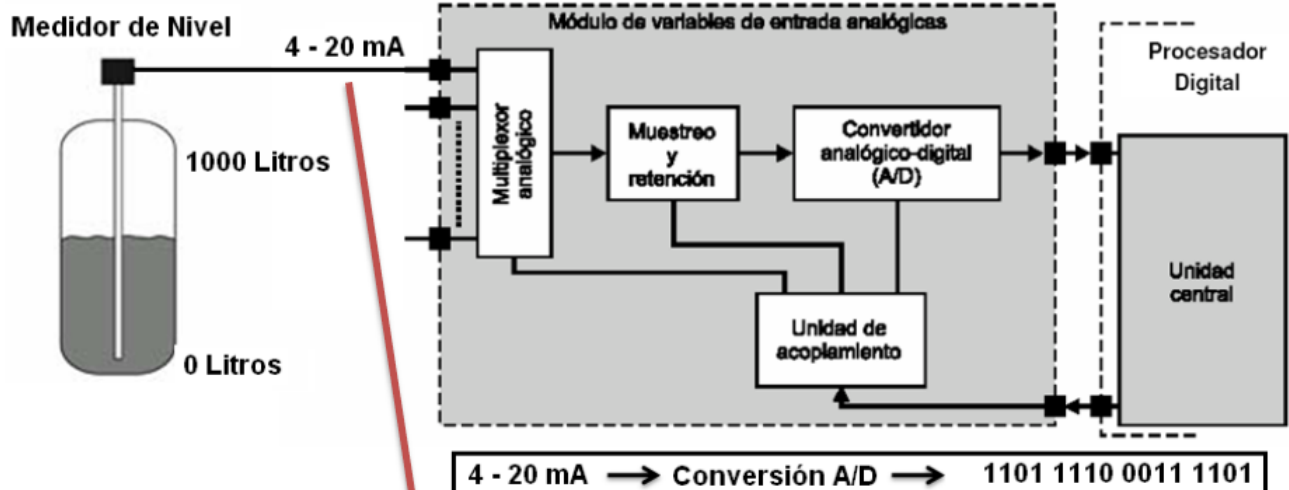 Medidor de Nivel
4 - 20 mA
1000 Litros
0 Litros
Módulo de variables de entrada analógicas
Multiplexor
analógico
Muestreo
y
retención
Convertidor
analógico-digital
(A/D)
Unidad de
acoplamiento
Procesador
Digital
Unidad
central
4 - 20 mA → Conversión A/D → 1101 1110 0011 1101